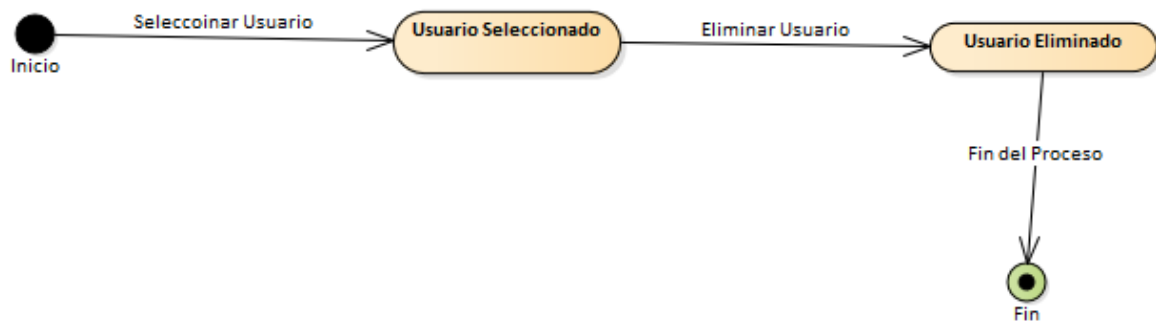 Seleccoinar Usuario
Inicio
Usuario Seleccionado
Eliminar Usuario
Usuario Eliminado
Fin del Proceso
Fin